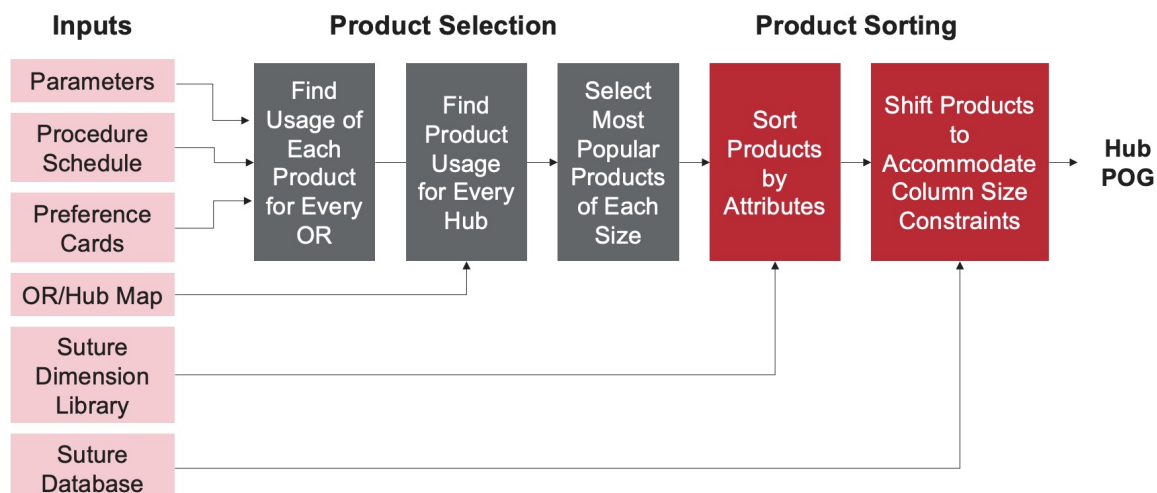 Inputs
Product Selection
Product Sorting
Parameters
Procedure
Schedule
Preference
Cards
OR/Hub Map
Suture
Dimension
Library
Suture
Database
Find
Usage of
Each
Product
for Every
OR
Find
Product
Usage
for Every
Hub
Select
Most
Popular
Products
of Each
Size
Sort
Products
by
Attributes
Shift Products
to
Accommodate
Column Size
Constraints
Hub
POG